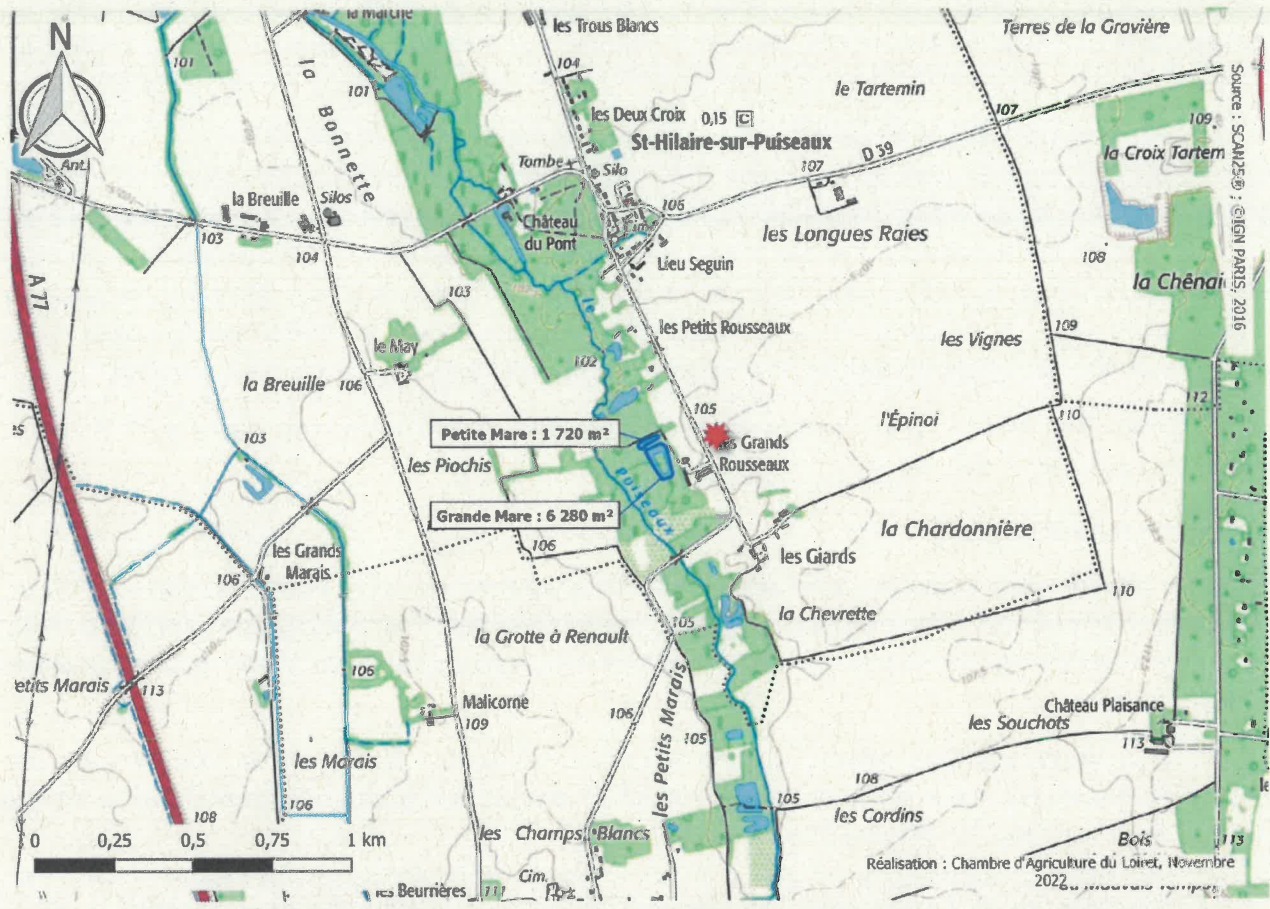 N
la Marche
les Trous Blancs
Terres de la Gravière
101
la Bonnette
101
104
le Tartemin
107
109
les Deux Croix
0,15 C
St-Hilaire-sur-Puiseaux
la Croix Tartem
Source : SCAN25® ; ©IGN PARIS, 2016
Ant.
Tombe
Silo
107
D 39
la Breuille
Silos
106
Château
du Pont
103
104
Lieu Seguin
les Longues Raies
108
la Chênai
A 77
103
le
les Petits Rousseaux
les Vignes
109
le May
102
la Breuille
106
112
105
110
l'Épinoi
Petite Mare : 1 720 m²
es Grands
Rousseaux
103
les Piochis
Puiseaux
Grande Mare : 6 280 m²
la Chardonnière
106
les Grands
Marais
106
les Giards
110
la Chevrette
105
la Grotte à Renault
106
etits Marais
113
Malicorne
109
106
les Petits Marais
105
Château Plaisance
les Souchots
113
les Marais
106
108
108
105
les Cordins
0 0,25 0,5 0,75 1 km
les Champs Blancs
Bois
113
Réalisation : Chambre d'Agriculture du Loiret, Novembre
2022
Cim.
les Beurrières
111